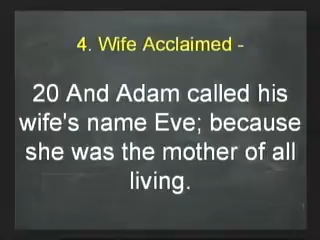 4. Wife Acclaimed -
20 And Adam called his
wife's name Eve; because
she was the mother of all
living.